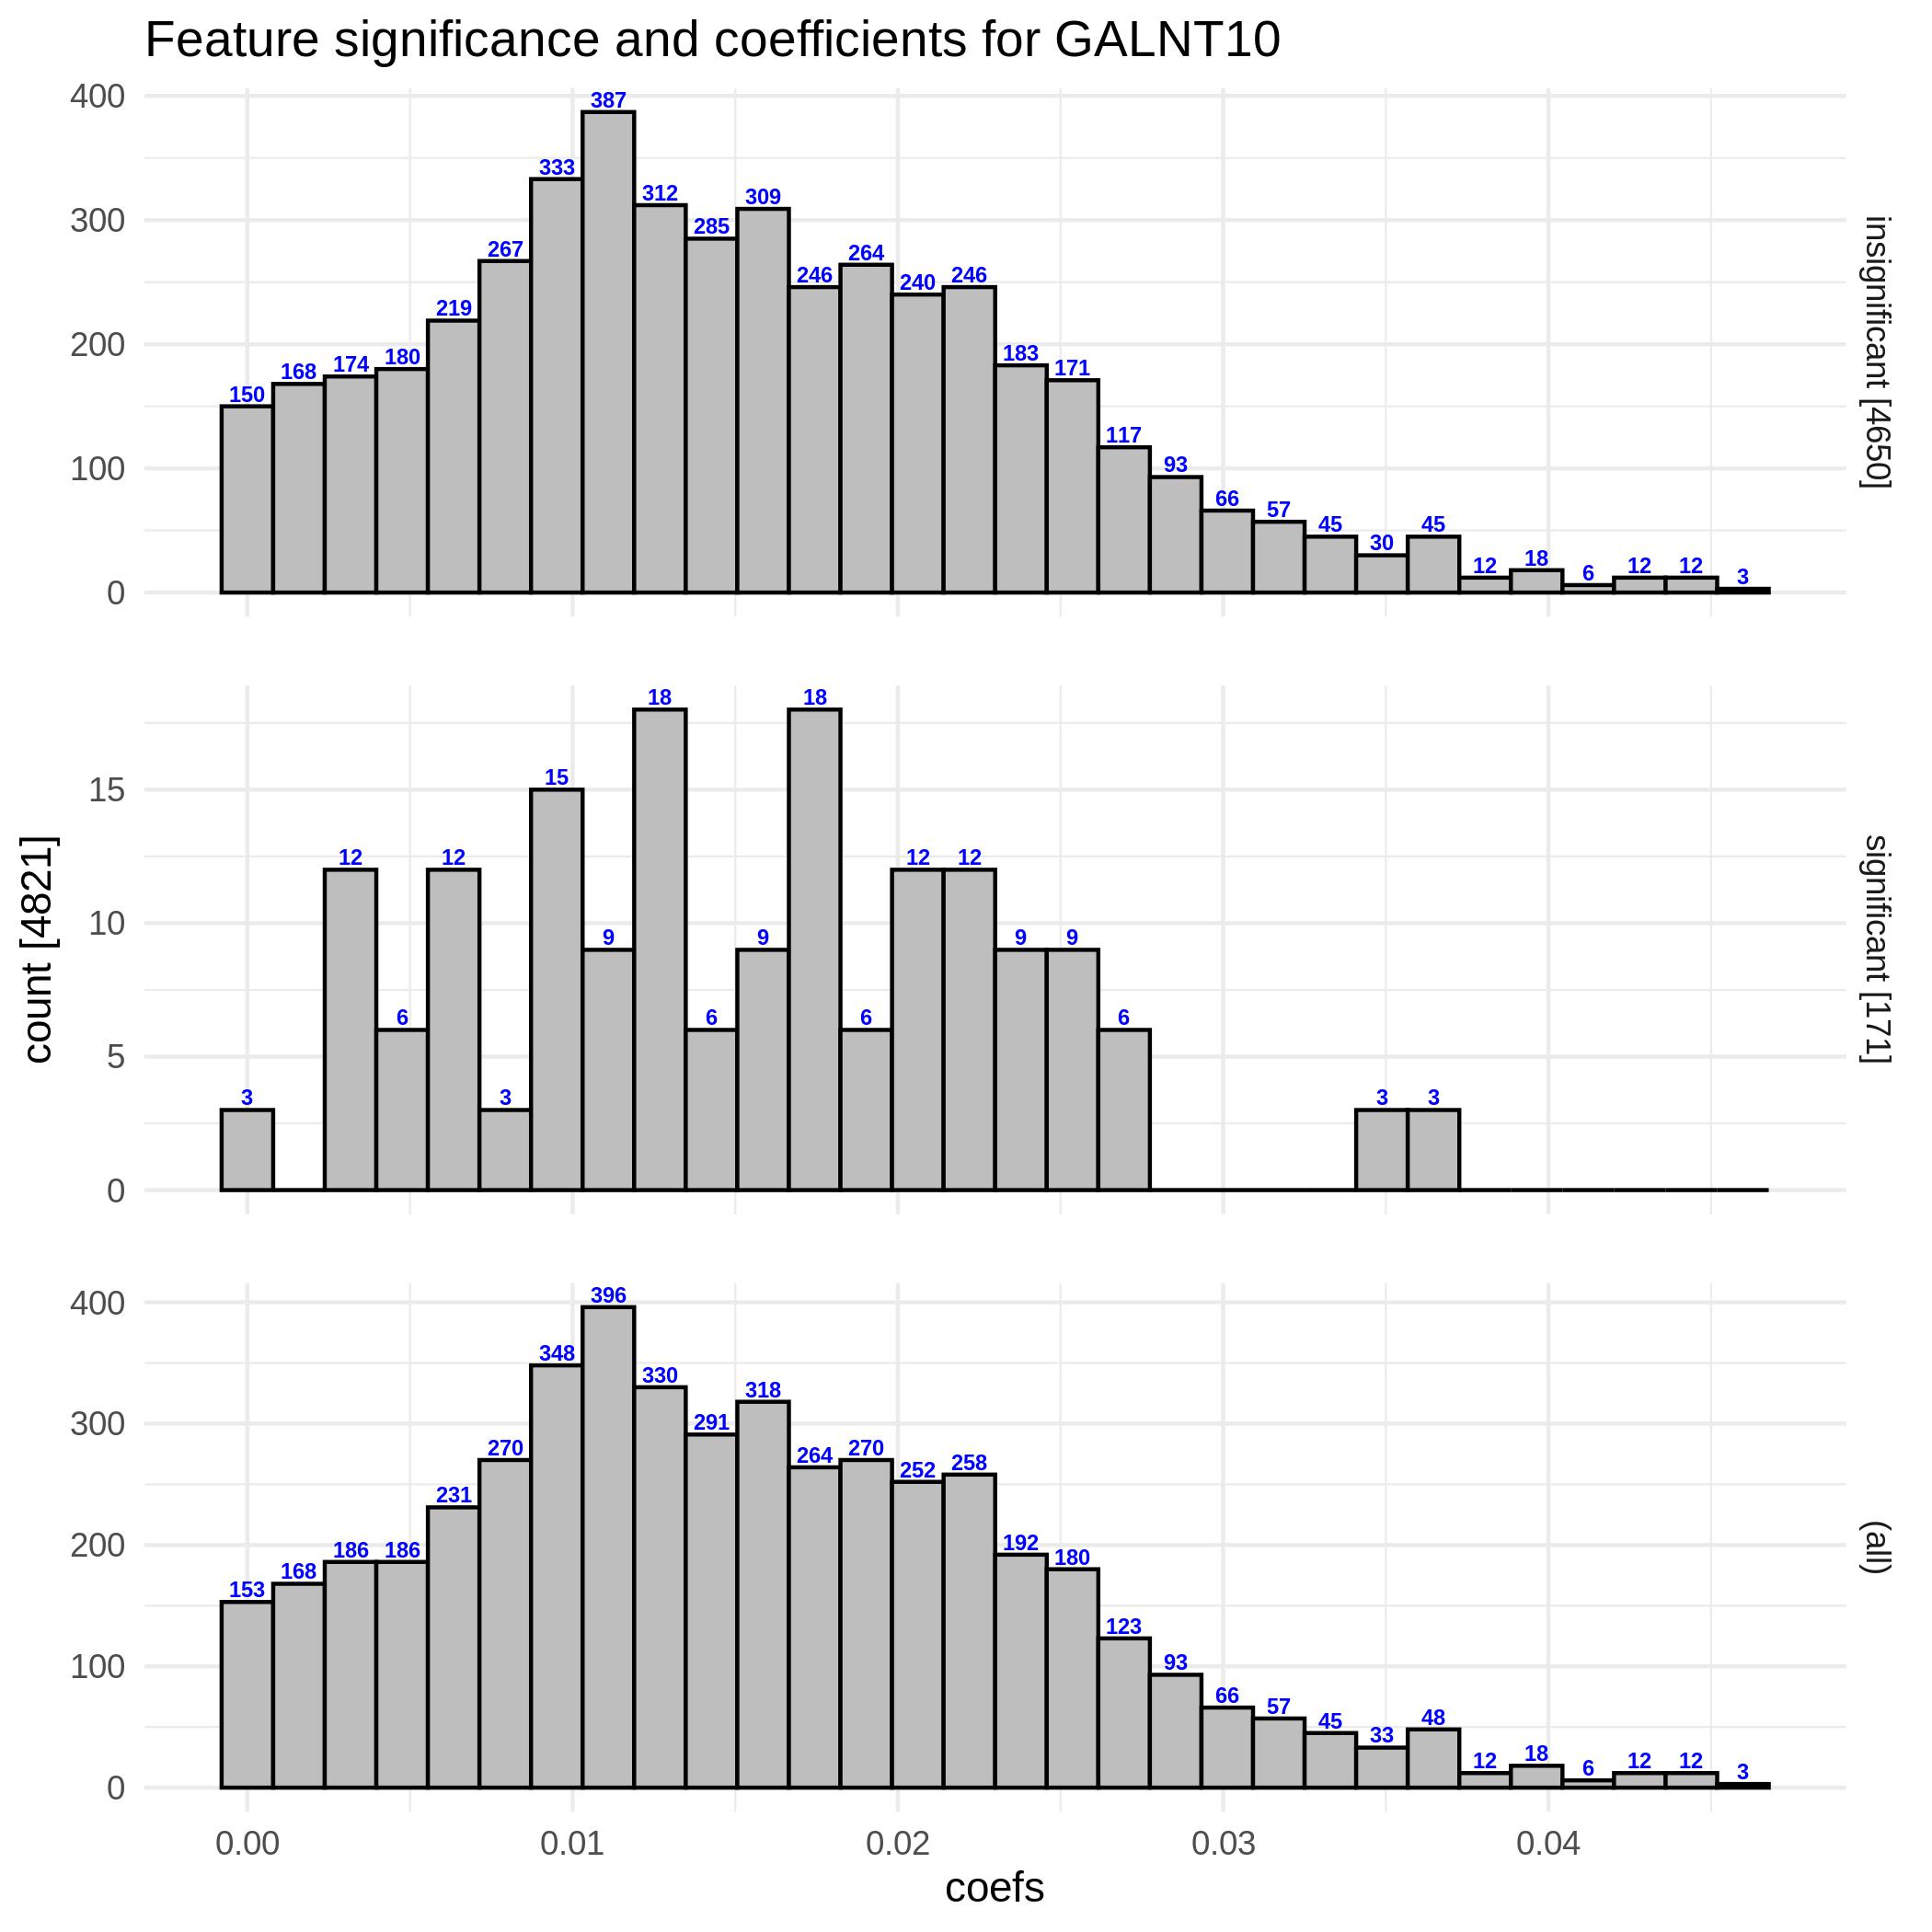 Feature significance and coefficients for GALNT10
400
300
200
100
0
150 168 174 180 219 267 333 387 312 285 309 246 264 240 246 183 171 117 93 66 57 45 30 45 12 18 6 12 12 3
insignificant [4650]
15
10
5
0
3 12 6 12 3 15 9 18 6 9 18 6 12 12 9 9 6 3 3
significant [171]
count [4821]
400
300
200
100
0
153 168 186 186 231 270 348 396 330 291 318 264 270 252 258 192 180 123 93 66 57 45 33 48 12 18 6 12 12 3
(all)
0.00 0.01 0.02 0.03 0.04
coefs